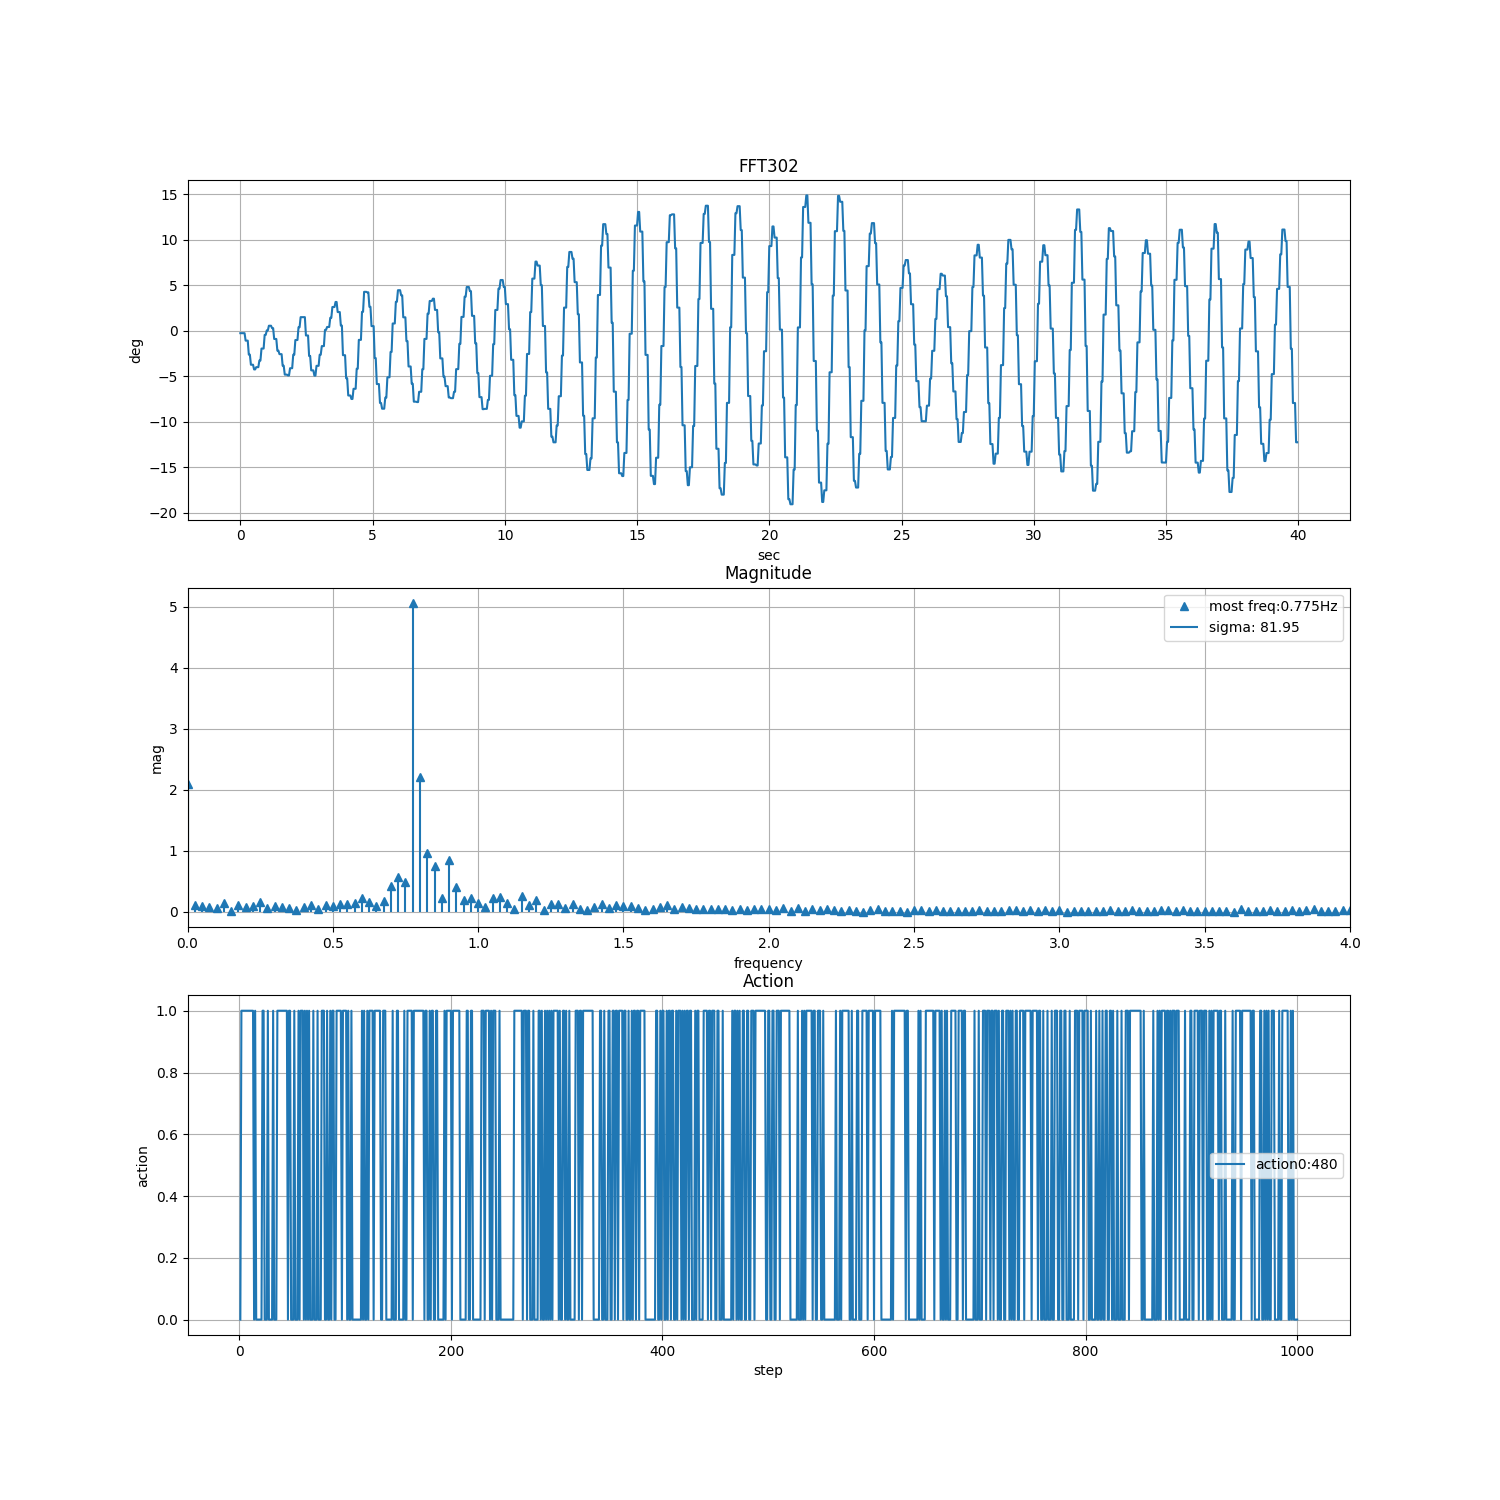 FFT302
15
10
5
0
−5
−10
−15
−20
deg
0 5 10 15 20 25 30 35 40
sec
Magnitude
5
4
3
2
1
0
mag
most freq:0.775Hz
sigma: 81.95
0.0 0.5 1.0 1.5 2.0 2.5 3.0 3.5 4.0
frequency
Action
1.0
0.8
0.6
0.4
0.2
0.0
action
action0:480
0 200 400 600 800 1000
step